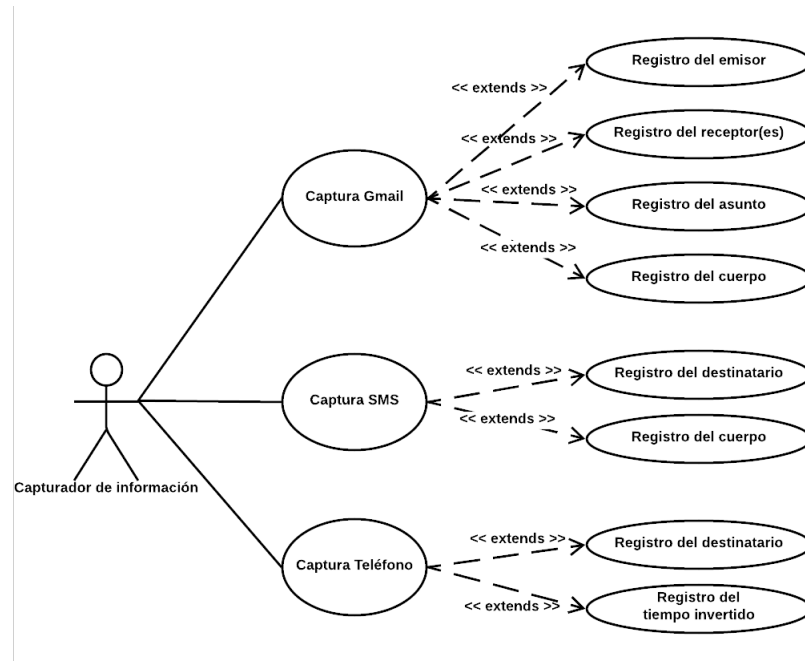 Registro del emisor
<< extends >>
Registro del receptor(es)
<< extends >>
Captura Gmail
<< extends >>
Registro del asunto
<< extends >>
Registro del cuerpo
<< extends >>
Registro del destinatario
Captura SMS
<< extends >>
Registro del cuerpo
Capturador de información
<< extends >>
Registro del destinatario
Captura Teléfono
<< extends >>
Registro del
tiempo invertido